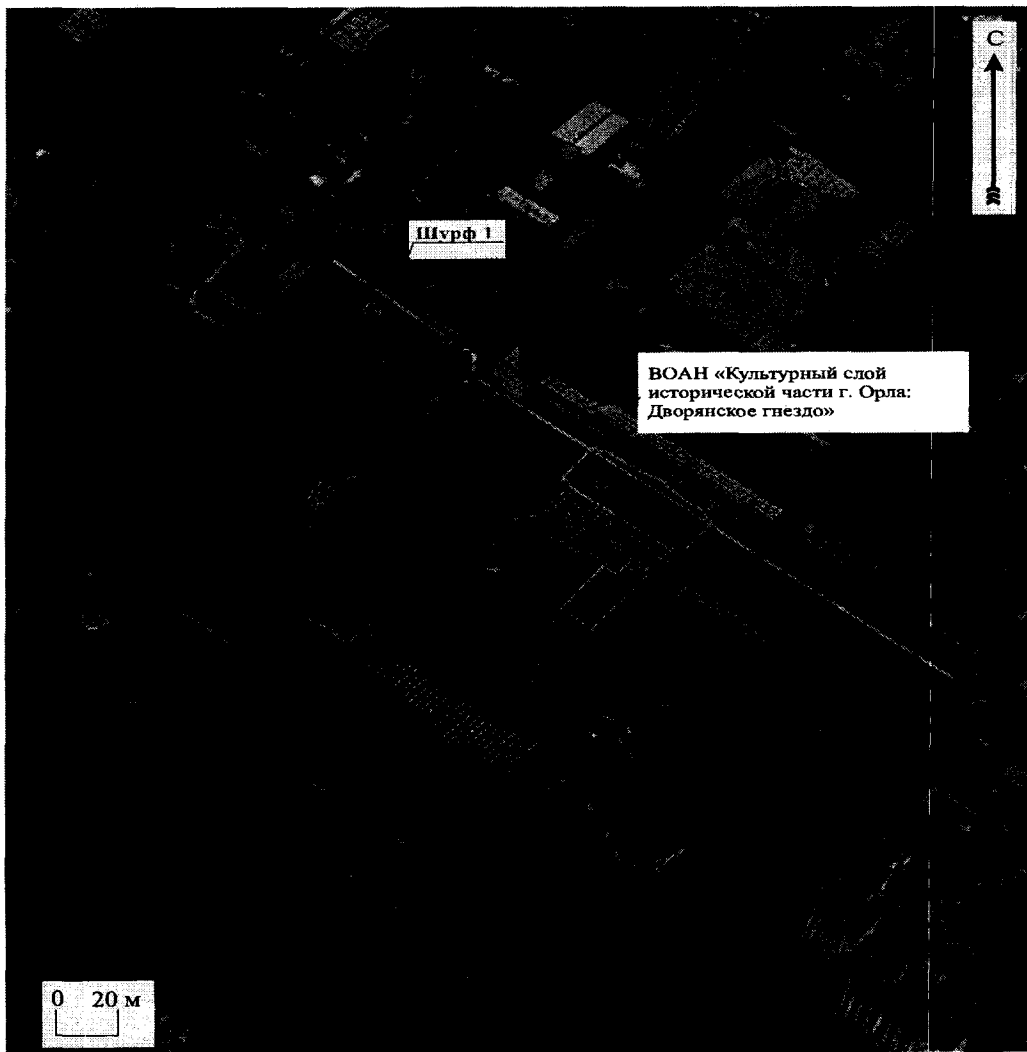 С
Шурф 1
ВОАН «Культурный слой
исторической части г. Орла:
Дворянское гнездо»
0 20 м